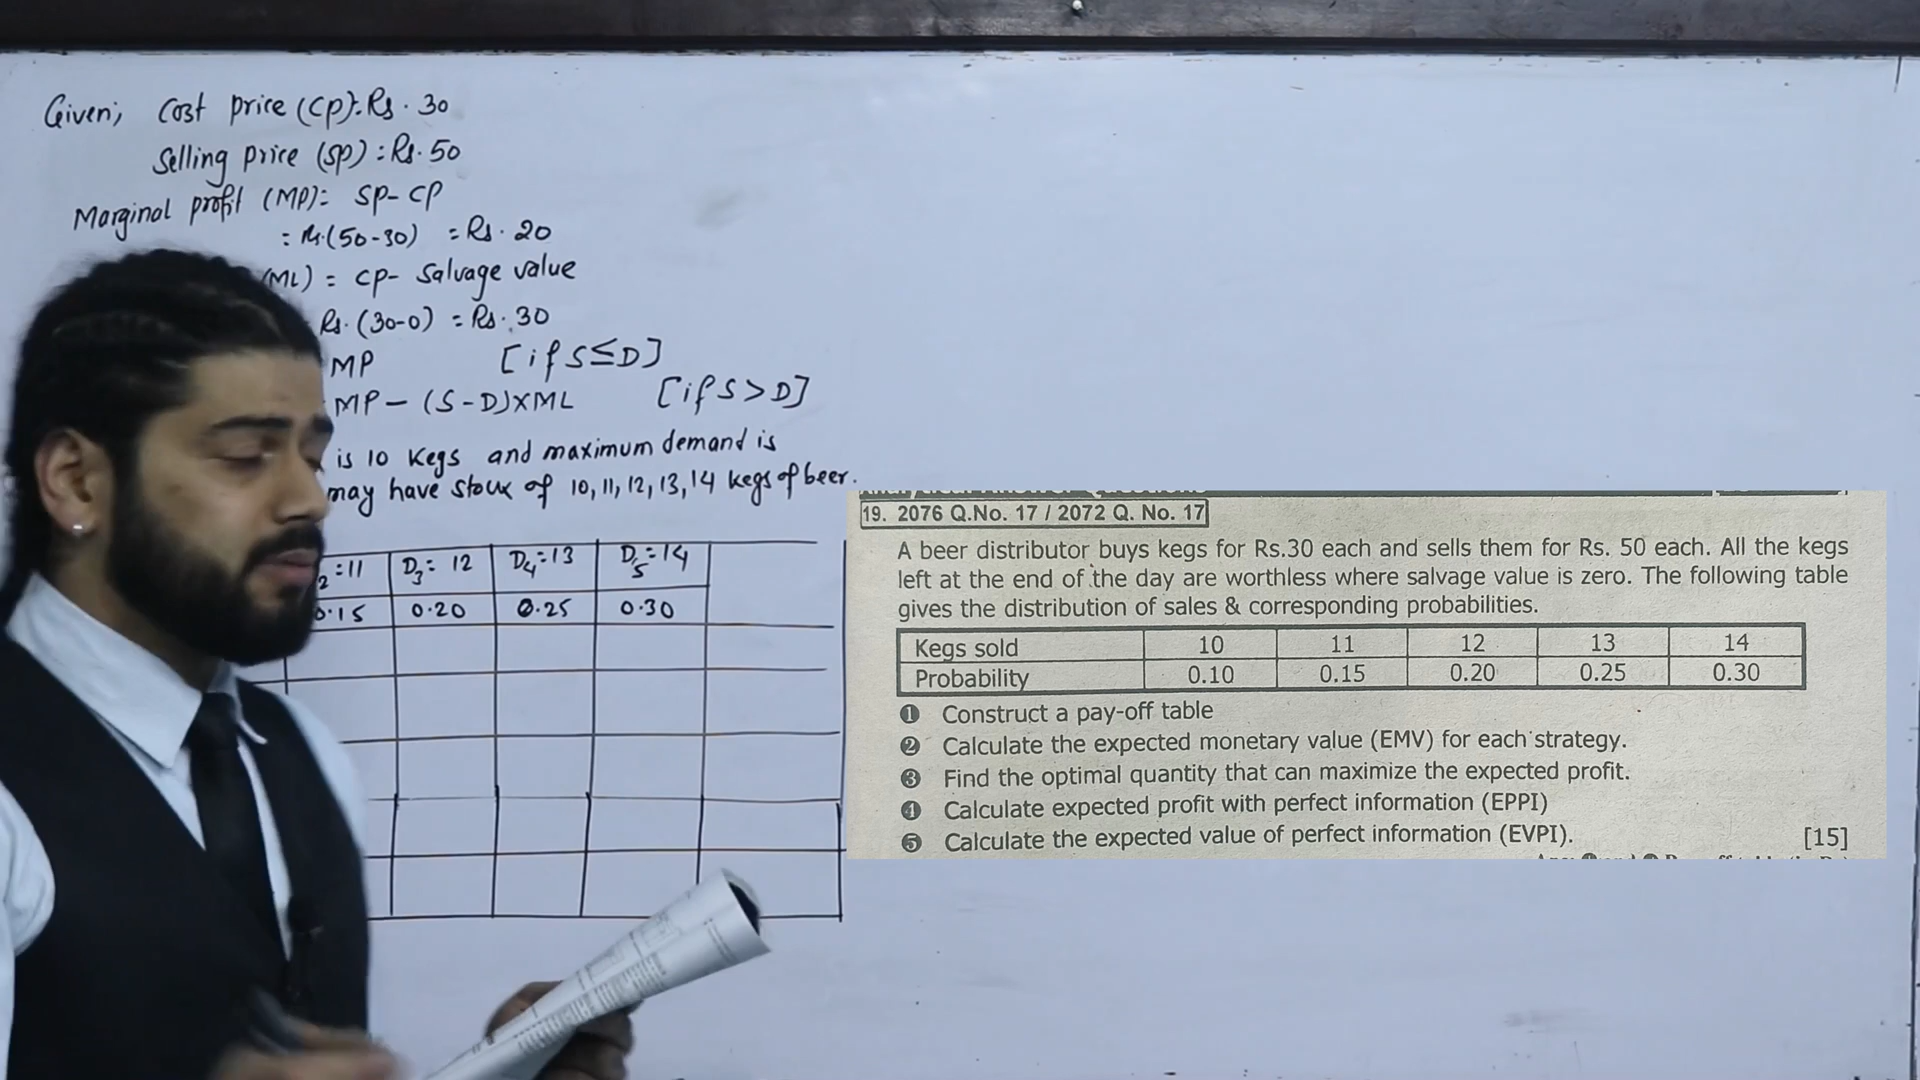 Given; Cost price (CP): Rs. 30
Selling price (SP) : Rs. 50
Marginal profit (MP): SP- CP
= Rs.(50-30) = Rs. 20
(ML) = CP- Salvage value
Rs. (30-0) = Rs. 30
MP [if S≤D]
MP - (S-D)XML [if S>D]
is 10 Kegs and maximum demand is
may have stock of 10, 11, 12, 13, 14 kegs of beer.
2 =11 D3= 12 D4=13 D5=14
0.15 0.20 0.25 0.30
19. 2076 Q.No. 17 / 2072 Q. No. 17
A beer distributor buys kegs for Rs.30 each and sells them for Rs. 50 each. All the kegs
left at the end of the day are worthless where salvage value is zero. The following table
gives the distribution of sales & corresponding probabilities.
Kegs sold 10 11 12 13 14
Probability 0.10 0.15 0.20 0.25 0.30
❶ Construct a pay-off table
❷ Calculate the expected monetary value (EMV) for each strategy.
❸ Find the optimal quantity that can maximize the expected profit.
❹ Calculate expected profit with perfect information (EPPI)
❺ Calculate the expected value of perfect information (EVPI). [15]